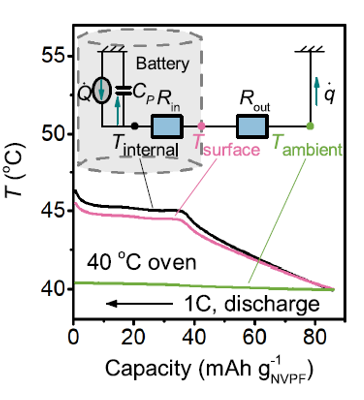 55
50
45
40
T (°C)
Battery
Q̇
C_P
R_in
R_out
q̇
T_internal
T_surface
T_ambient
40 °C oven
1C, discharge
0 20 40 60 80
Capacity (mAh g⁻¹_NVPF)